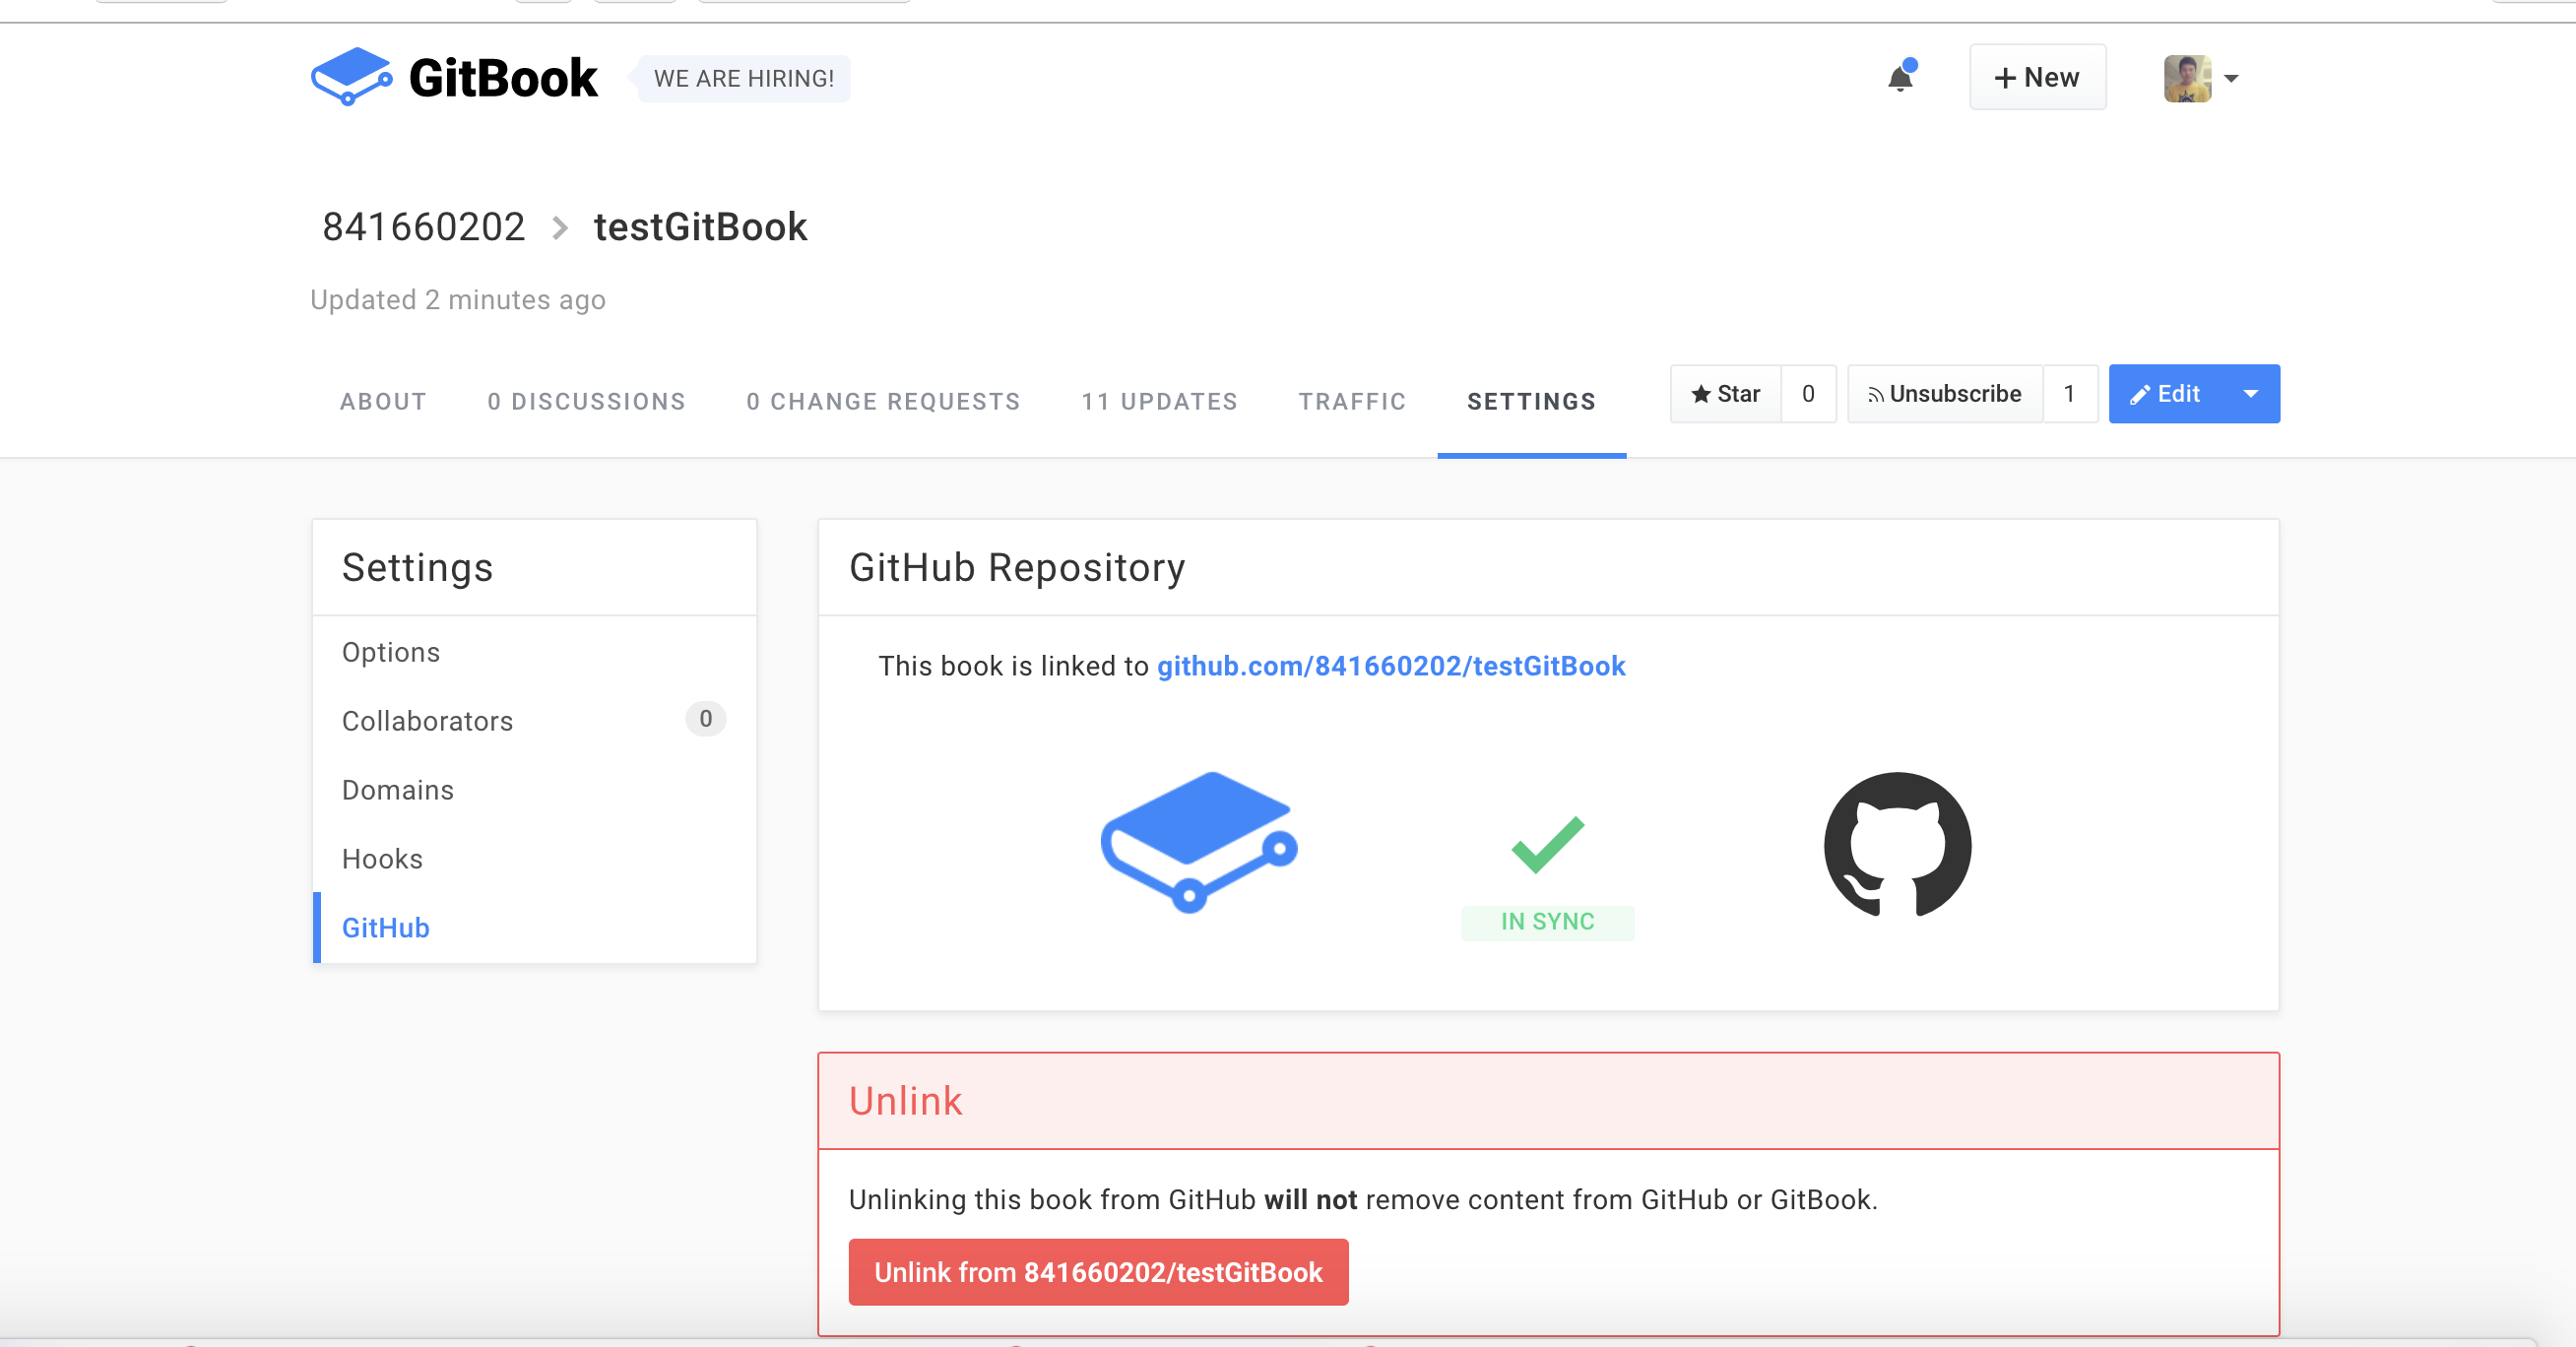 GitBook WE ARE HIRING! + New
841660202 > testGitBook
Updated 2 minutes ago
ABOUT 0 DISCUSSIONS 0 CHANGE REQUESTS 11 UPDATES TRAFFIC SETTINGS Star 0 Unsubscribe 1 Edit
Settings
Options
Collaborators 0
Domains
Hooks
GitHub
GitHub Repository
This book is linked to github.com/841660202/testGitBook
IN SYNC
Unlink
Unlinking this book from GitHub will not remove content from GitHub or GitBook.
Unlink from 841660202/testGitBook